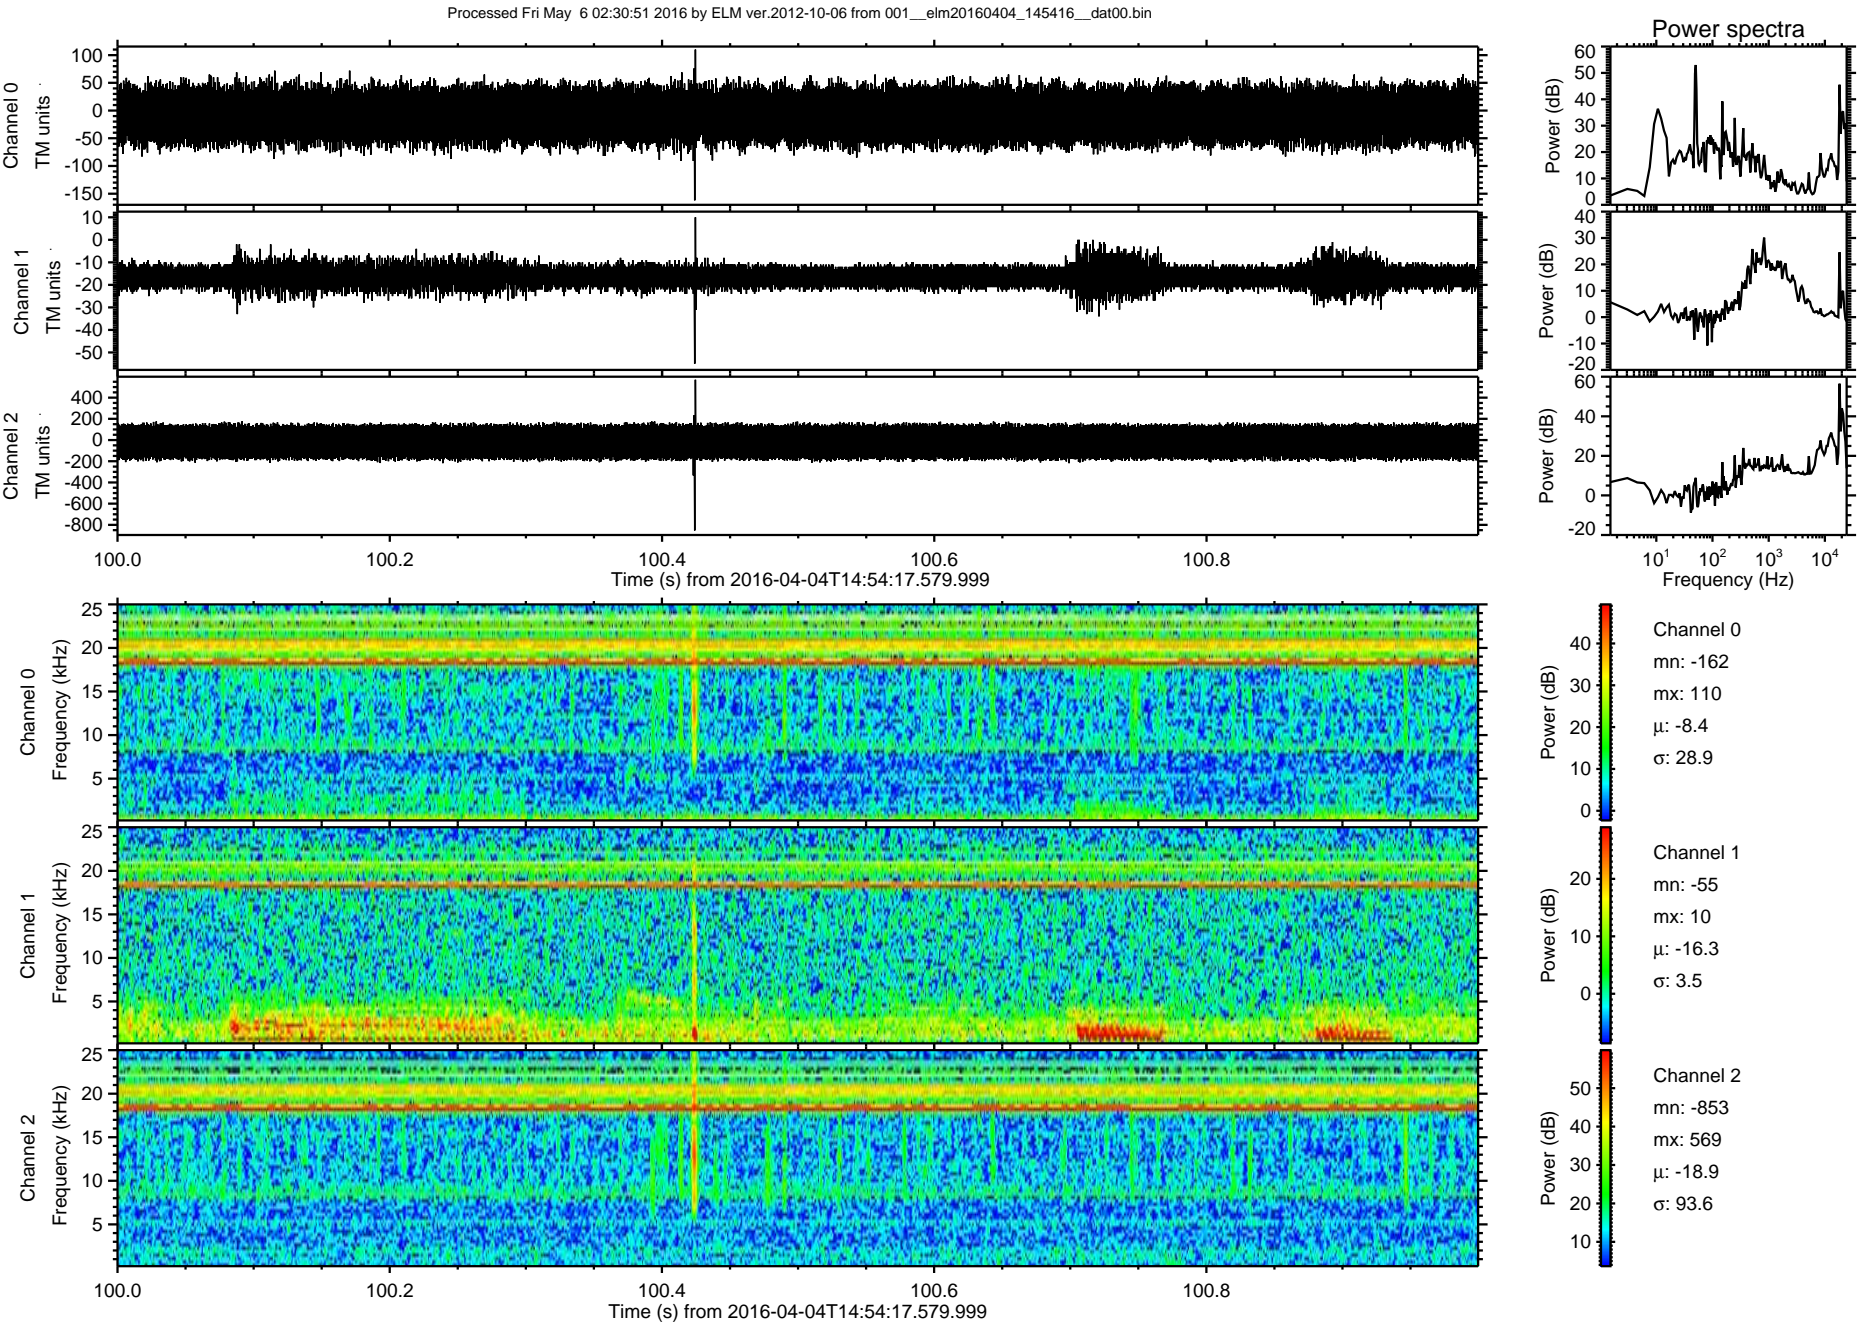 Processed Fri May  6 02:30:51 2016 by ELM ver.2012-10-06 from 001__elm20160404_145416__dat00.bin
Power spectra
Channel 0
TM units
100
50
0
-50
-100
-150
Power (dB)
60
50
40
30
20
10
0
Channel 1
TM units
10
0
-10
-20
-30
-40
-50
Power (dB)
40
30
20
10
0
-10
-20
Channel 2
TM units
400
200
0
-200
-400
-600
-800
Power (dB)
60
40
20
0
-20
100.0 100.2 100.4 100.6 100.8
Time (s) from 2016-04-04T14:54:17.579.999
10¹ 10² 10³ 10⁴
Frequency (Hz)
Channel 0
Frequency (kHz)
25
20
15
10
5
Power (dB)
40
30
20
10
0
Channel 0
mn: -162
mx: 110
μ: -8.4
σ: 28.9
Channel 1
Frequency (kHz)
25
20
15
10
5
Power (dB)
20
10
0
Channel 1
mn: -55
mx: 10
μ: -16.3
σ: 3.5
Channel 2
Frequency (kHz)
25
20
15
10
5
Power (dB)
50
40
30
20
10
Channel 2
mn: -853
mx: 569
μ: -18.9
σ: 93.6
100.0 100.2 100.4 100.6 100.8
Time (s) from 2016-04-04T14:54:17.579.999